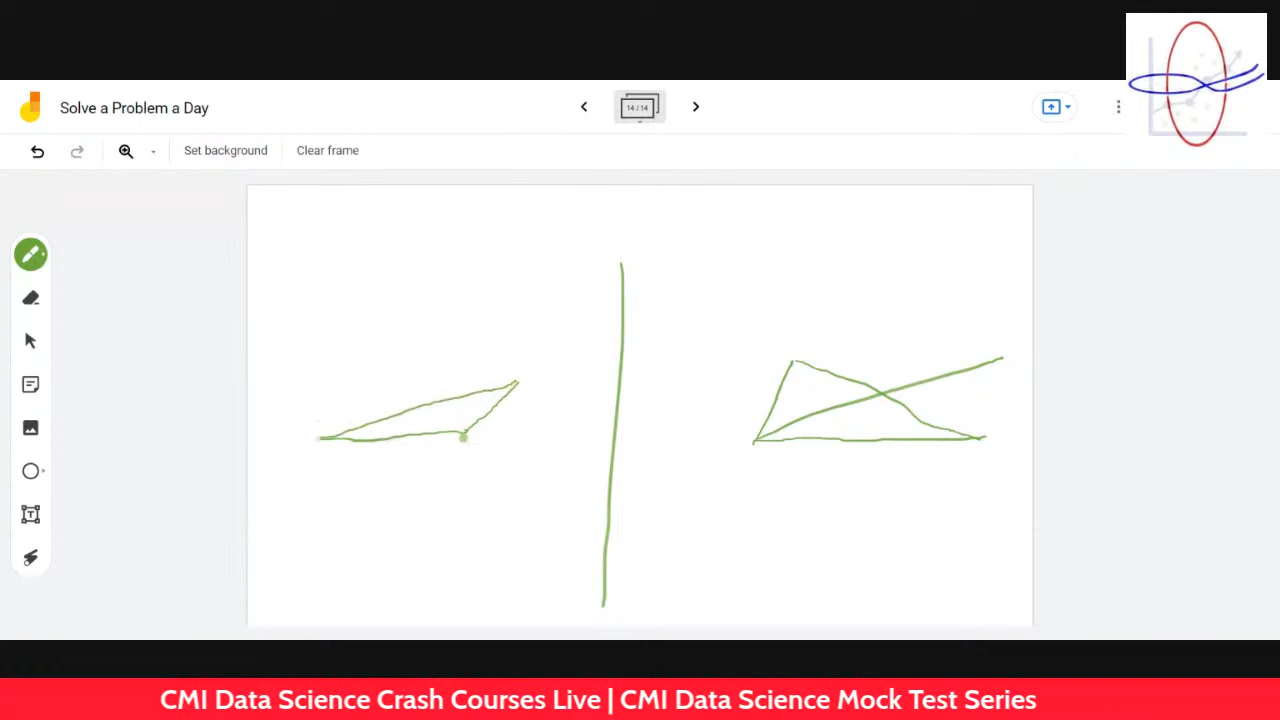 Solve a Problem a Day
14 / 14
Set background
Clear frame
T
CMI Data Science Crash Courses Live | CMI Data Science Mock Test Series